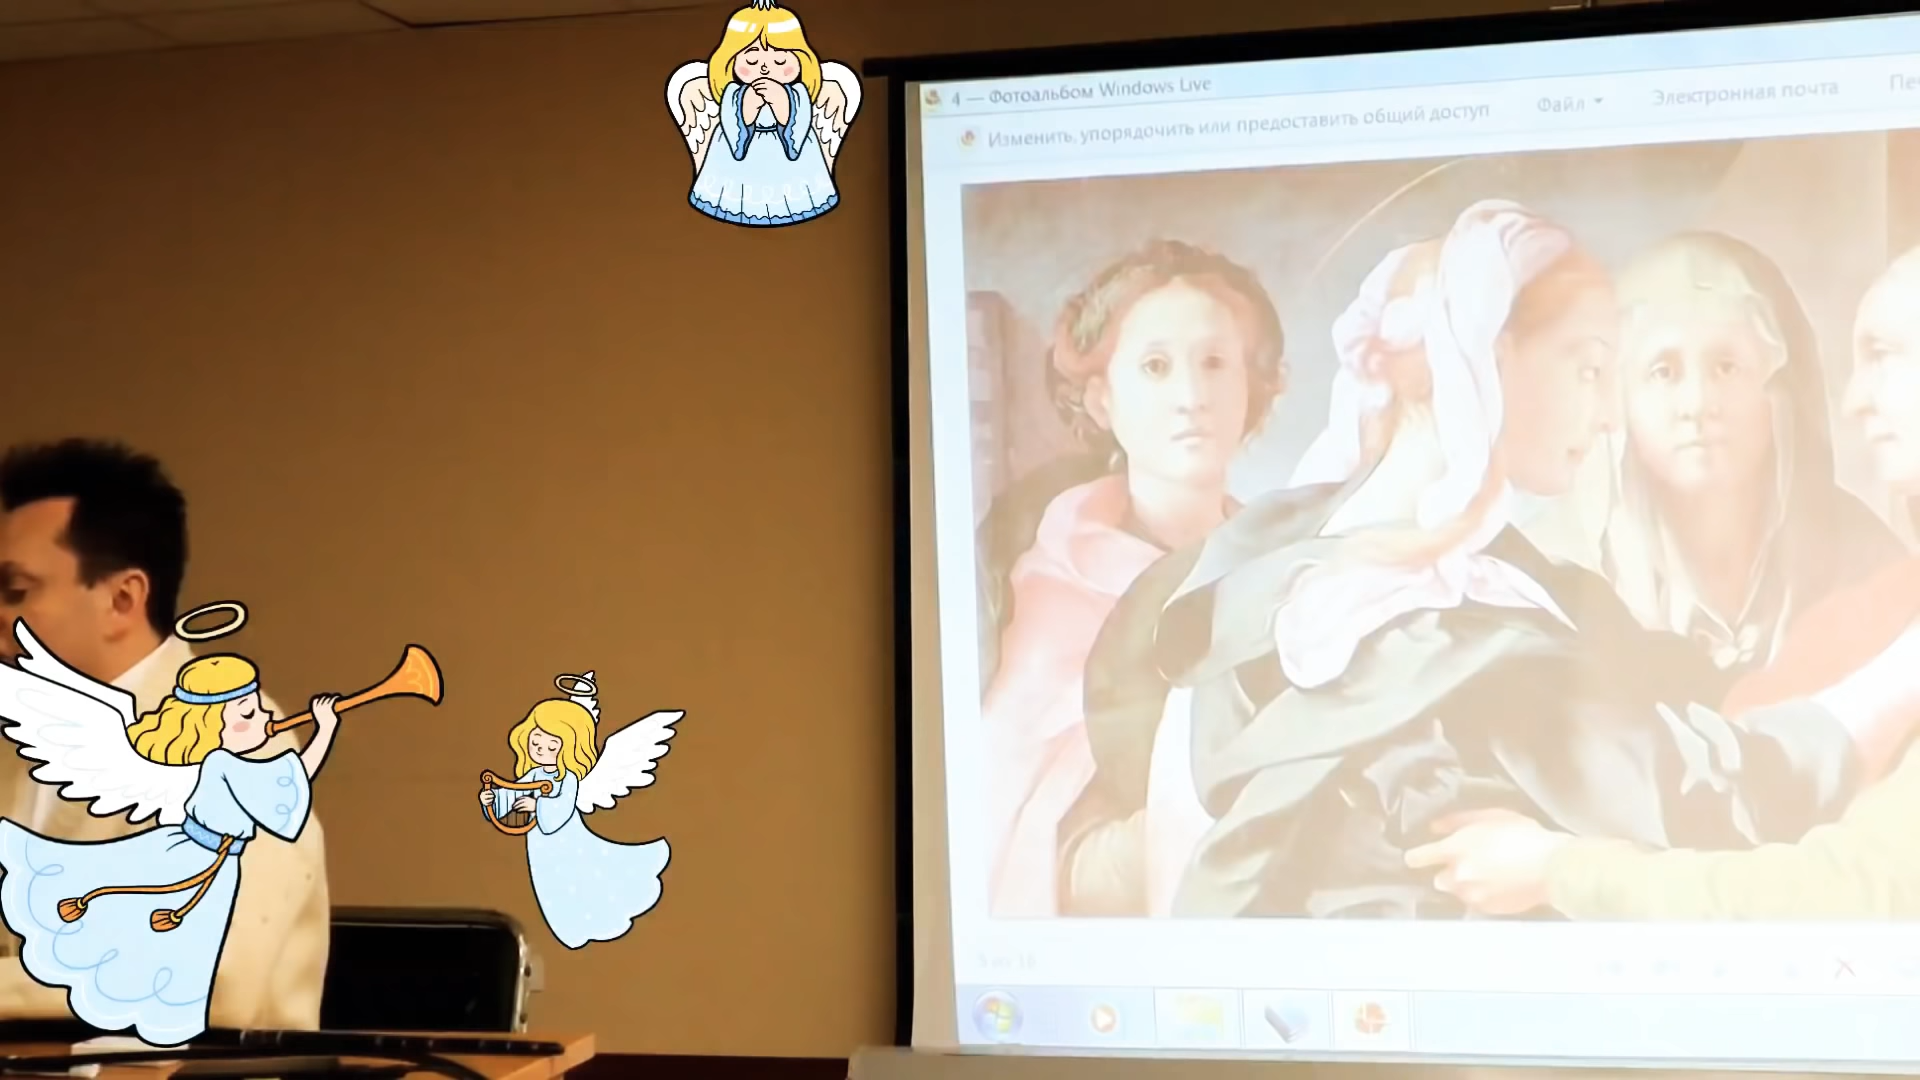 4 — Фотоальбом Windows Live
Изменить, упорядочить или предоставить общий доступ Файл Электронная почта